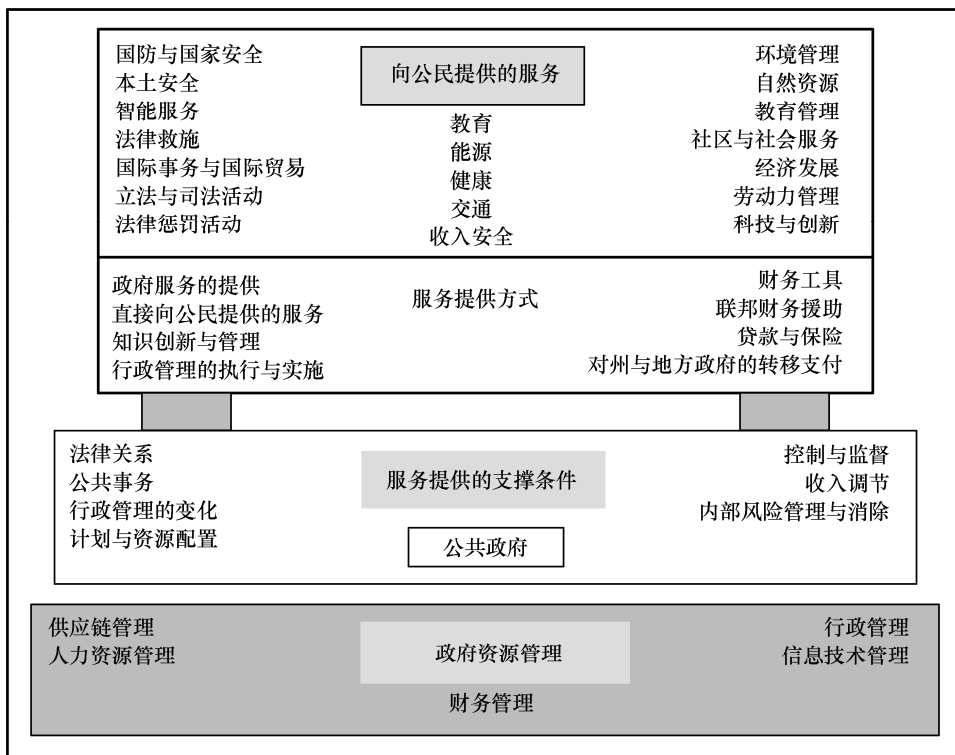 向公民提供的服务
国防与国家安全
本土安全
智能服务
法律救施
国际事务与国际贸易
立法与司法活动
法律惩罚活动
教育
能源
健康
交通
收入安全
环境管理
自然资源
教育管理
社区与社会服务
经济发展
劳动力管理
科技与创新
服务提供方式
政府服务的提供
直接向公民提供的服务
知识创新与管理
行政管理的执行与实施
财务工具
联邦财务援助
贷款与保险
对州与地方政府的转移支付
服务提供的支撑条件
法律关系
公共事务
行政管理的变化
计划与资源配置
公共政府
控制与监督
收入调节
内部风险管理与消除
政府资源管理
供应链管理
人力资源管理
财务管理
行政管理
信息技术管理